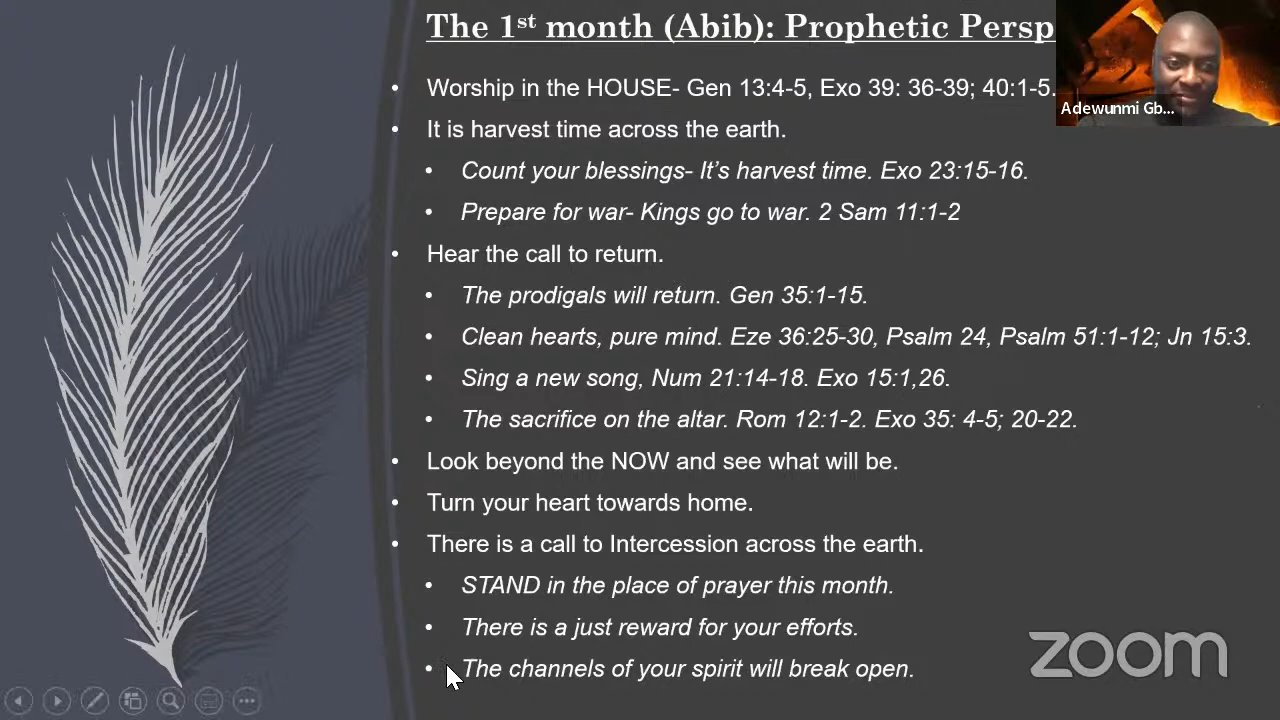 The 1st month (Abib): Prophetic Persp
Adewunmi Gb...
• Worship in the HOUSE- Gen 13:4-5, Exo 39: 36-39; 40:1-5.
• It is harvest time across the earth.
• Count your blessings- It’s harvest time. Exo 23:15-16.
• Prepare for war- Kings go to war. 2 Sam 11:1-2
• Hear the call to return.
• The prodigals will return. Gen 35:1-15.
• Clean hearts, pure mind. Eze 36:25-30, Psalm 24, Psalm 51:1-12; Jn 15:3.
• Sing a new song, Num 21:14-18. Exo 15:1,26.
• The sacrifice on the altar. Rom 12:1-2. Exo 35: 4-5; 20-22.
• Look beyond the NOW and see what will be.
• Turn your heart towards home.
• There is a call to Intercession across the earth.
• STAND in the place of prayer this month.
• There is a just reward for your efforts.
• The channels of your spirit will break open.
zoom